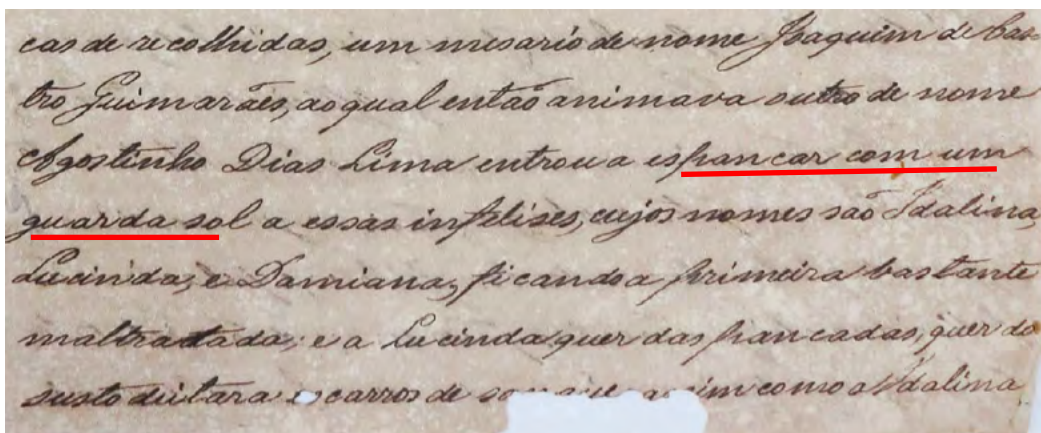 cas de recolhidas, um mesario de nome Joaquim de Cas-
tro Guimarães, ao qual então animava outro de nome
Agostinho Dias Lima entrou a espancar com um
guarda sol a essas infelises, cujos nomes são Idalina,
Lucinda, e Damiana, ficando a primeira bastante
maltratada; e a Lucinda quer das pancadas, quer do
susto deitara escarros de sangue assim como a Idalina